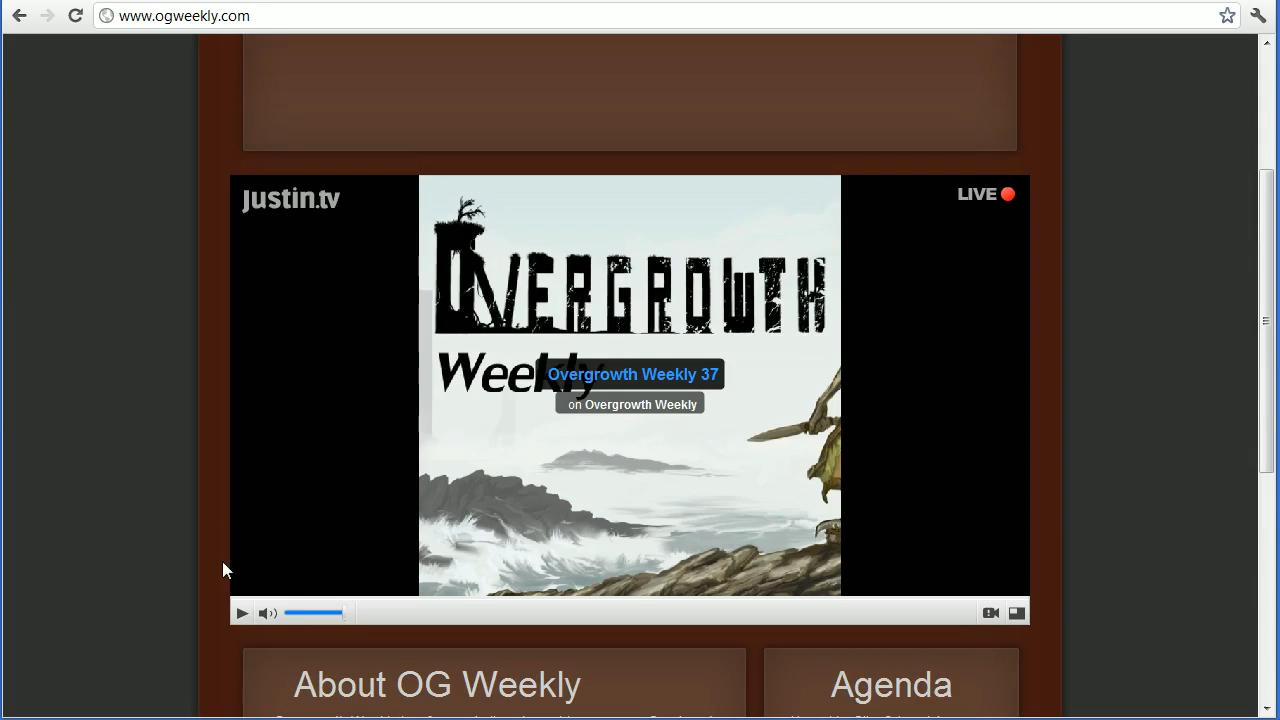 www.ogweekly.com
Justin.tv
LIVE
OVERGROWTH
Weekly
Overgrowth Weekly 37
on Overgrowth Weekly
About OG Weekly
Agenda